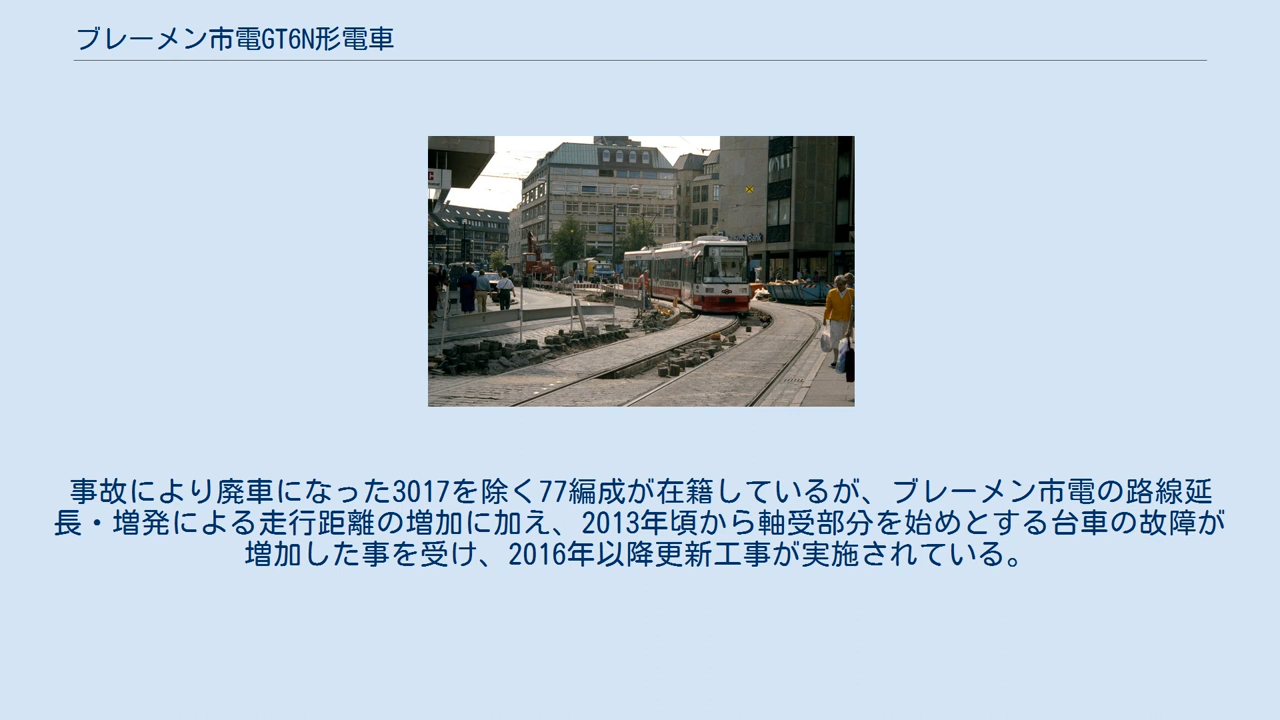 ブレーメン市電GT6N形電車
事故により廃車になった3017を除く77編成が在籍しているが、ブレーメン市電の路線延
長・増発による走行距離の増加に加え、2013年頃から軸受部分を始めとする台車の故障が
増加した事を受け、2016年以降更新工事が実施されている。